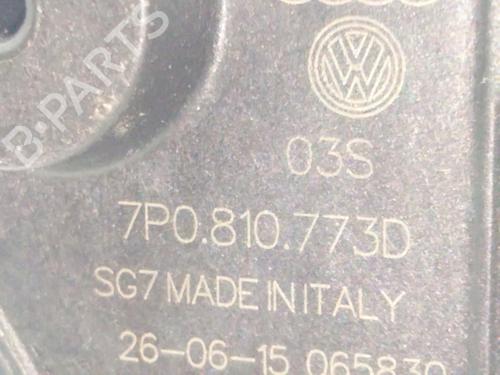 B-PARTS
03S
7P0.810.773D
SG7 MADE IN ITALY
26-06-15 065830